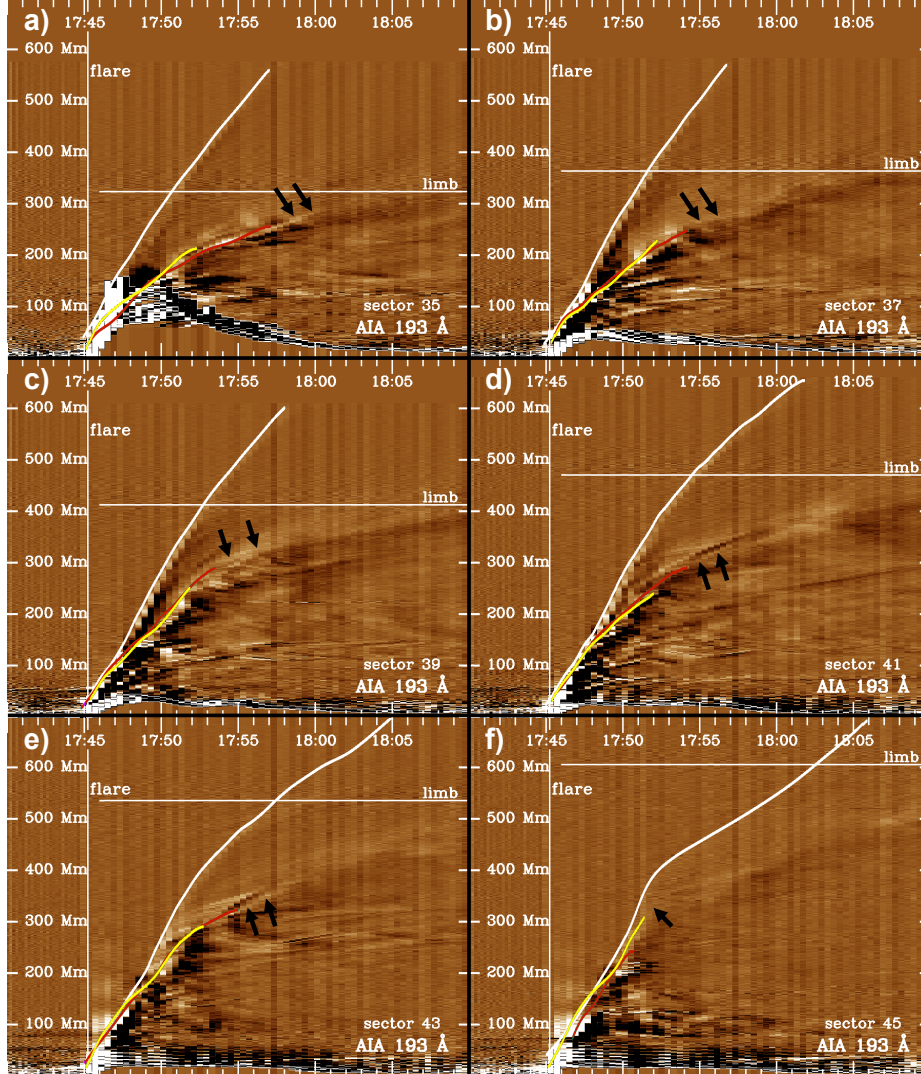 a) 17:45 17:50 17:55 18:00 18:05
600 Mm
flare
500 Mm
400 Mm
limb
300 Mm
200 Mm
100 Mm
sector 35
AIA 193 Å
b) 17:45 17:50 17:55 18:00 18:05
600 Mm
flare
500 Mm
400 Mm
limb
300 Mm
200 Mm
100 Mm
sector 37
AIA 193 Å
c) 17:45 17:50 17:55 18:00 18:05
600 Mm
flare
500 Mm
limb
400 Mm
300 Mm
200 Mm
100 Mm
sector 39
AIA 193 Å
d) 17:45 17:50 17:55 18:00 18:05
600 Mm
flare
500 Mm
limb
400 Mm
300 Mm
200 Mm
100 Mm
sector 41
AIA 193 Å
e) 17:45 17:50 17:55 18:00 18:05
600 Mm
flare
limb
500 Mm
400 Mm
300 Mm
200 Mm
100 Mm
sector 43
AIA 193 Å
f) 17:45 17:50 17:55 18:00 18:05
limb
600 Mm
flare
500 Mm
400 Mm
300 Mm
200 Mm
100 Mm
sector 45
AIA 193 Å